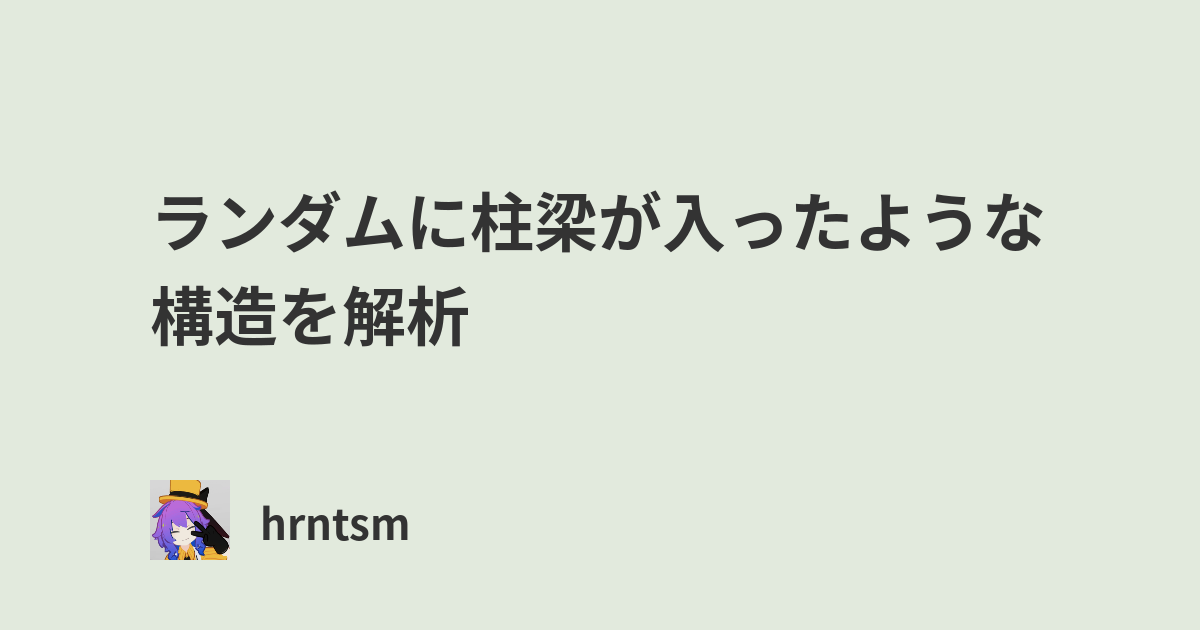 ランダムに柱梁が入ったような
構造を解析
hrntsm